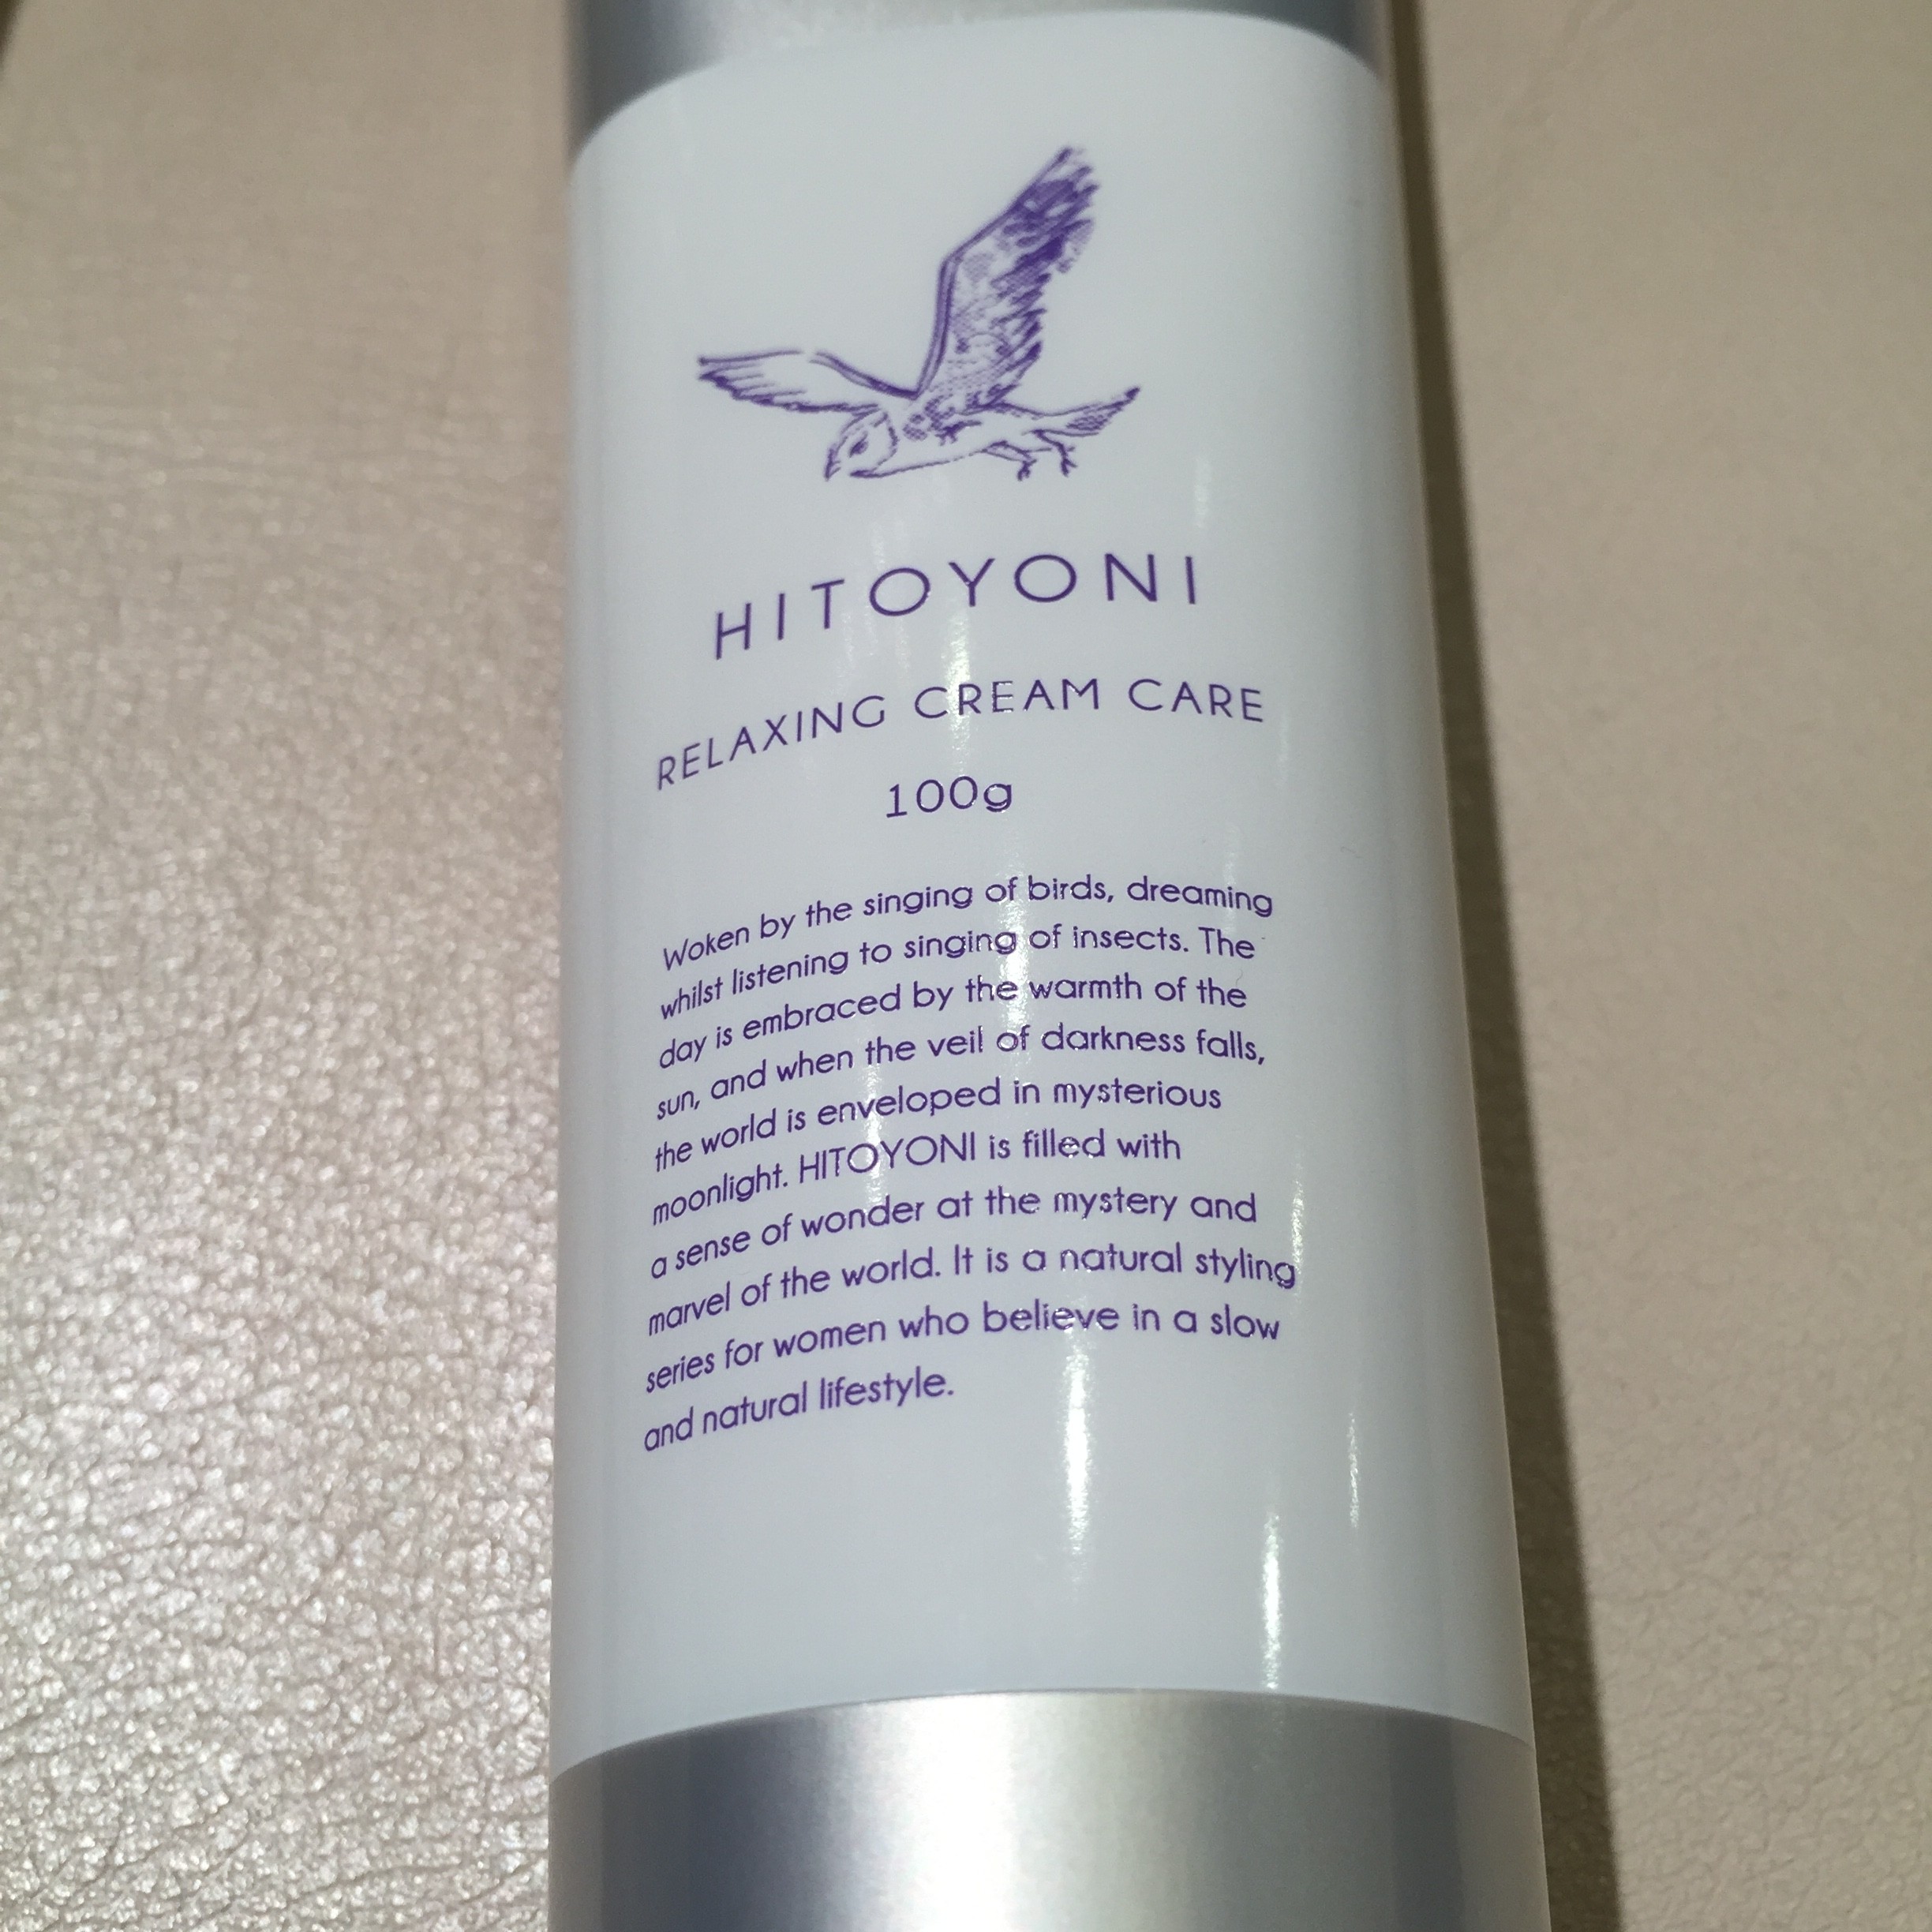 HITOYONI
RELAXING CREAM CARE
100g
Woken by the singing of birds, dreaming
whilst listening to singing of insects. The
day is embraced by the warmth of the
sun, and when the veil of darkness falls,
the world is enveloped in mysterious
moonlight. HITOYONI is filled with
a sense of wonder at the mystery and
marvel of the world. It is a natural styling
series for women who believe in a slow
and natural lifestyle.